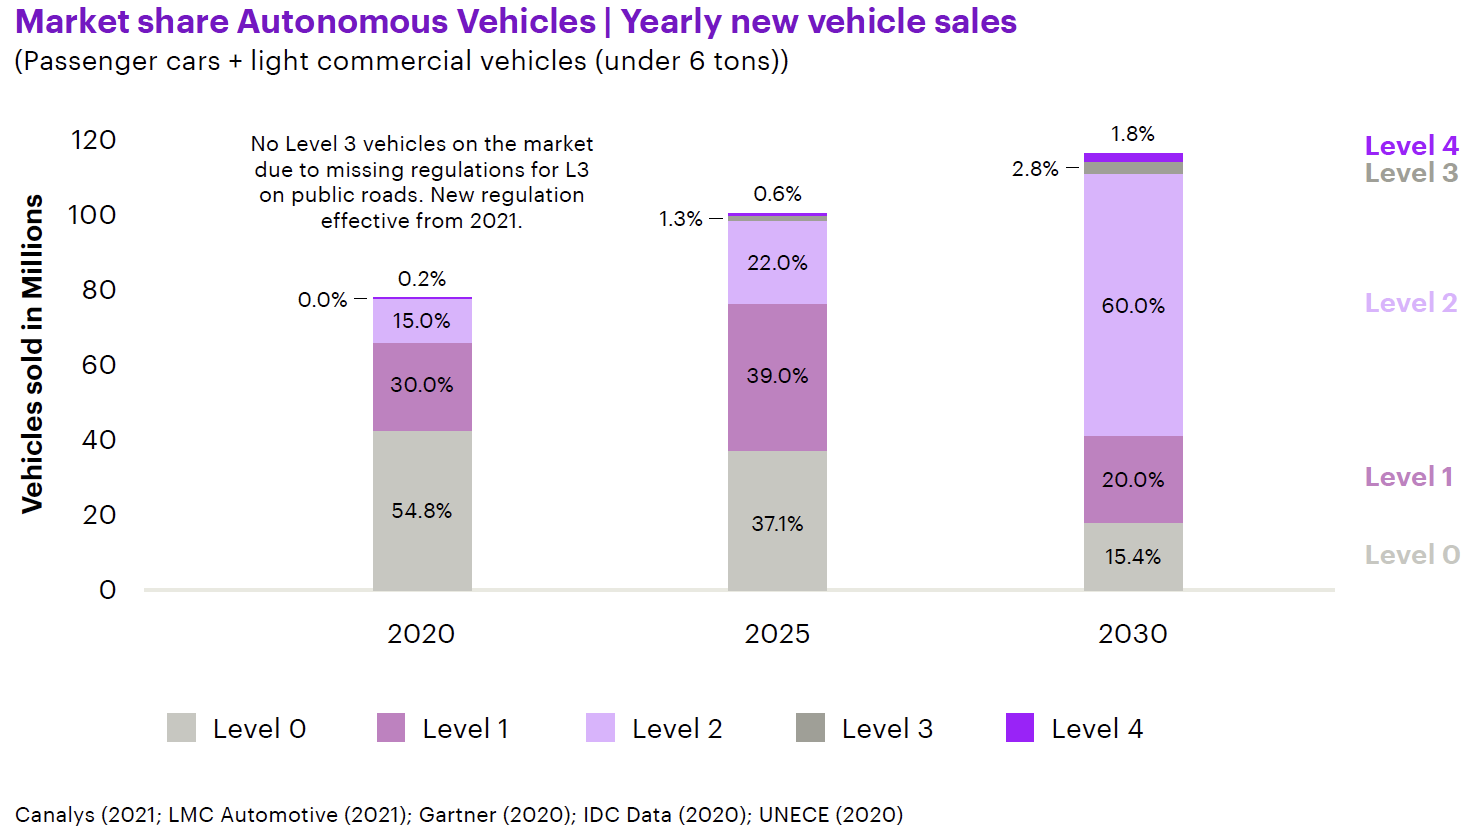 Market share Autonomous Vehicles | Yearly new vehicle sales
(Passenger cars + light commercial vehicles (under 6 tons))
Vehicles sold in Millions
120
100
80
60
40
20
0
No Level 3 vehicles on the market
due to missing regulations for L3
on public roads. New regulation
effective from 2021.
0.2%
0.0%
15.0%
30.0%
54.8%
0.6%
1.3%
22.0%
39.0%
37.1%
1.8%
2.8%
60.0%
20.0%
15.4%
Level 4
Level 3
Level 2
Level 1
Level 0
2020
2025
2030
Level 0
Level 1
Level 2
Level 3
Level 4
Canalys (2021; LMC Automotive (2021); Gartner (2020); IDC Data (2020); UNECE (2020)